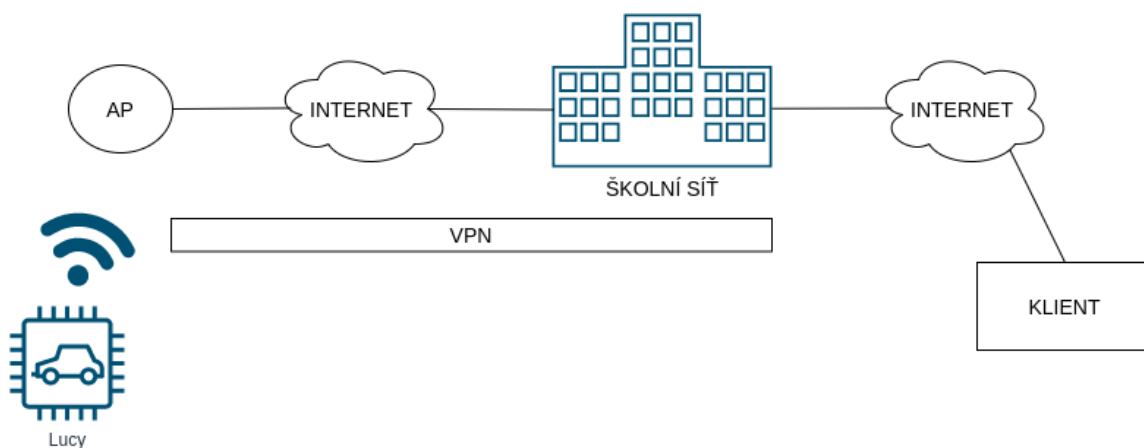 AP
INTERNET
ŠKOLNÍ SÍŤ
INTERNET
VPN
KLIENT
Lucy